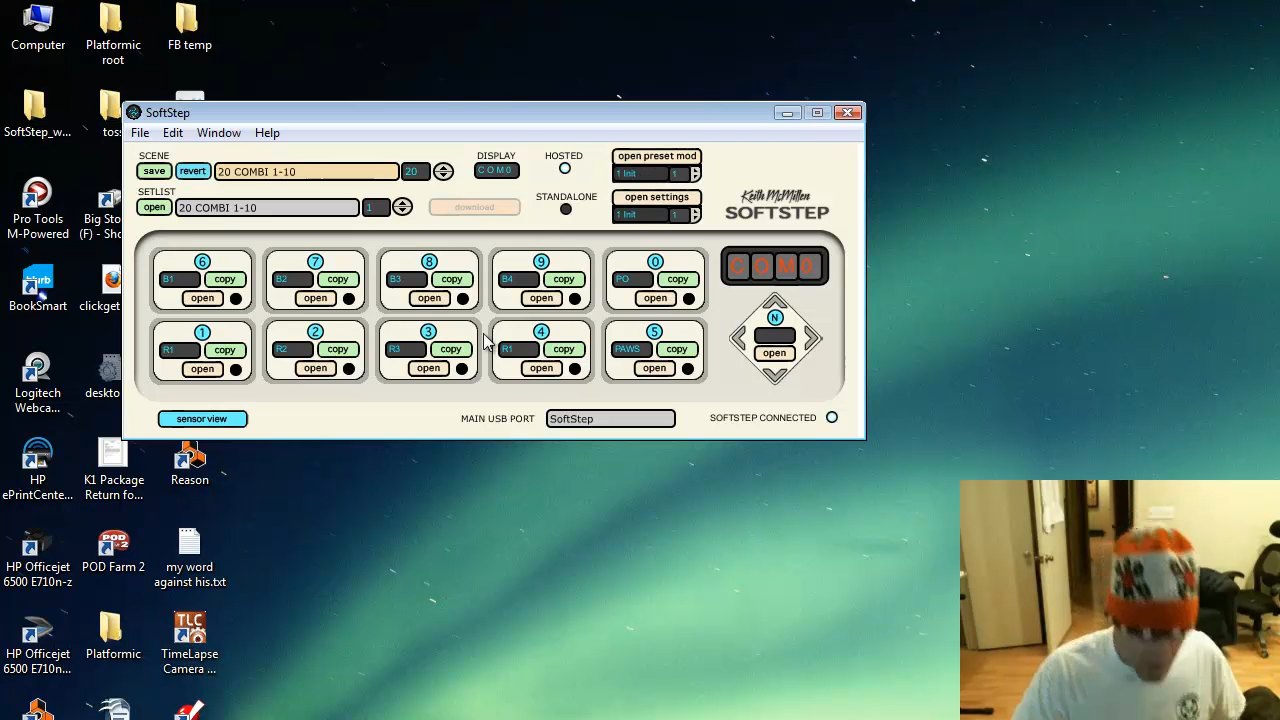 Computer
Platformic root
FB temp
SoftStep_w...
toss
Pro Tools M-Powered
Big Sto
(F) - Sho
BookSmart
clickget
Logitech Webca...
deskto
HP ePrintCente...
K1 Package Return fo...
Reason
HP Officejet 6500 E710n-z
POD Farm 2
my word against his.txt
HP Officejet 6500 E710n...
Platformic
TLC
TimeLapse Camera ...
SoftStep
File Edit Window Help
SCENE
save revert 20 COMBI 1-10 20
SETLIST
open 20 COMBI 1-10 1 download
DISPLAY
COM0
HOSTED
STANDALONE
open preset mod
1 Init 1
open settings
1 Init 1
Keith McMillen
SOFTSTEP
6 7 8 9 0
B1 copy B2 copy B3 copy B4 copy PO copy
open open open open open
1 2 3 4 5
R1 copy R2 copy R3 copy R1 copy PAWS copy
open open open open open
COM0
N
open
sensor view
MAIN USB PORT SoftStep
SOFTSTEP CONNECTED